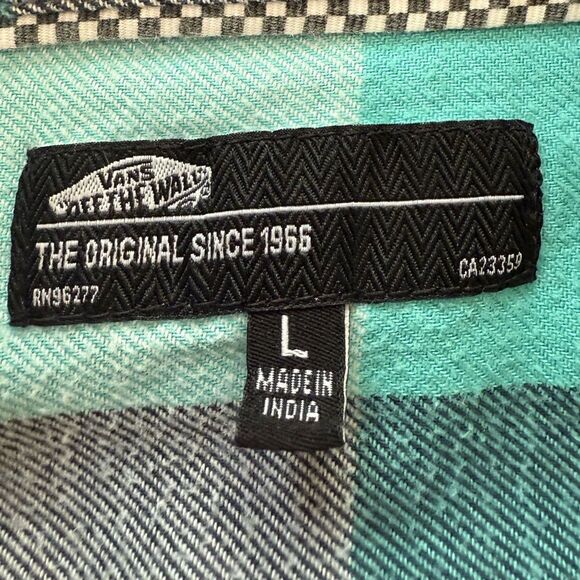 VANS
"OFF THE WALL"
THE ORIGINAL SINCE 1966
RN96277
CA23359
L
MADE IN
INDIA